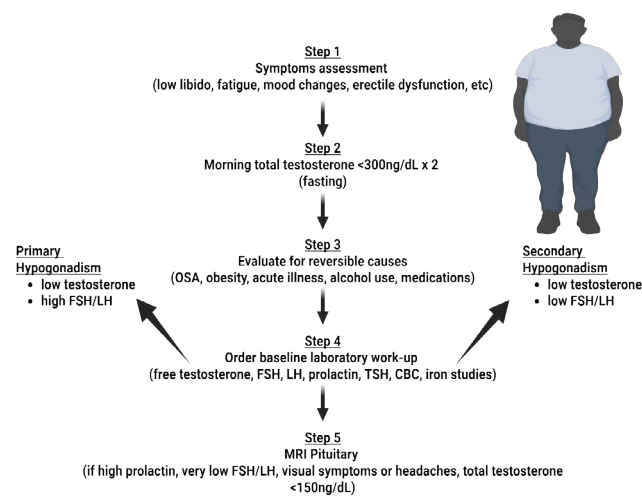 Step 1
Symptoms assessment
(low libido, fatigue, mood changes, erectile dysfunction, etc)
Step 2
Morning total testosterone <300ng/dL x 2
(fasting)
Step 3
Evaluate for reversible causes
(OSA, obesity, acute illness, alcohol use, medications)
Primary
Hypogonadism
• low testosterone
• high FSH/LH
Secondary
Hypogonadism
• low testosterone
• low FSH/LH
Step 4
Order baseline laboratory work-up
(free testosterone, FSH, LH, prolactin, TSH, CBC, iron studies)
Step 5
MRI Pituitary
(if high prolactin, very low FSH/LH, visual symptoms or headaches, total testosterone
<150ng/dL)